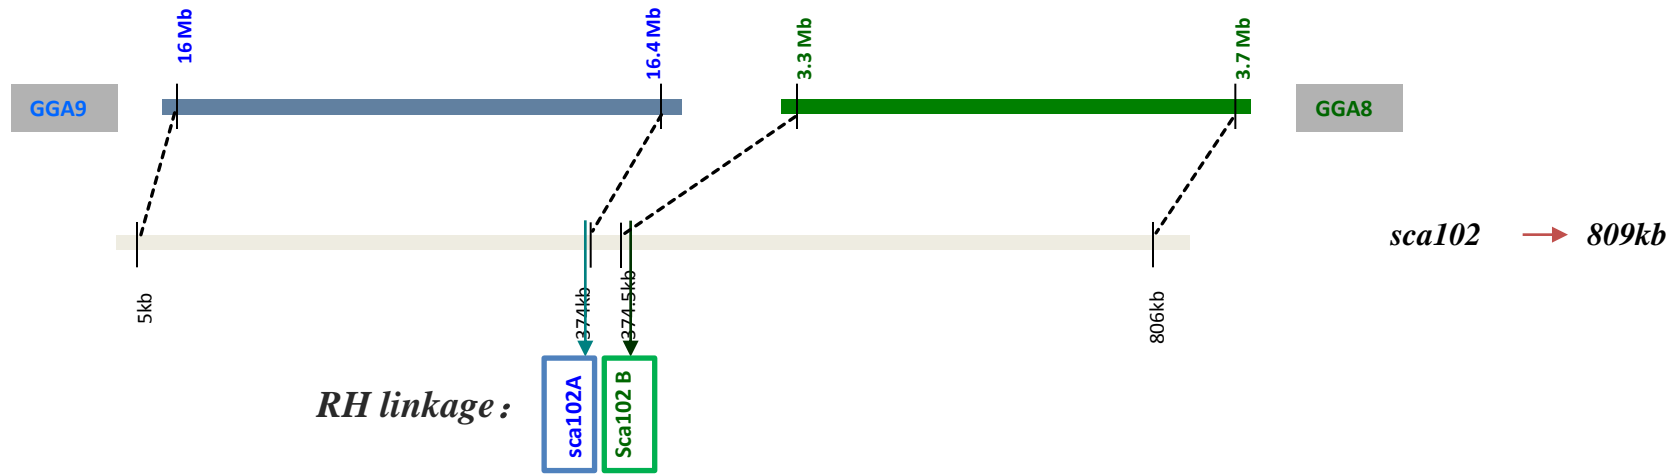 16 Mb
16.4 Mb
3.3 Mb
3.7 Mb
GGA9
GGA8
sca102
809kb
5kb
374kb
374.5kb
806kb
RH linkage：
sca102A
Sca102 B